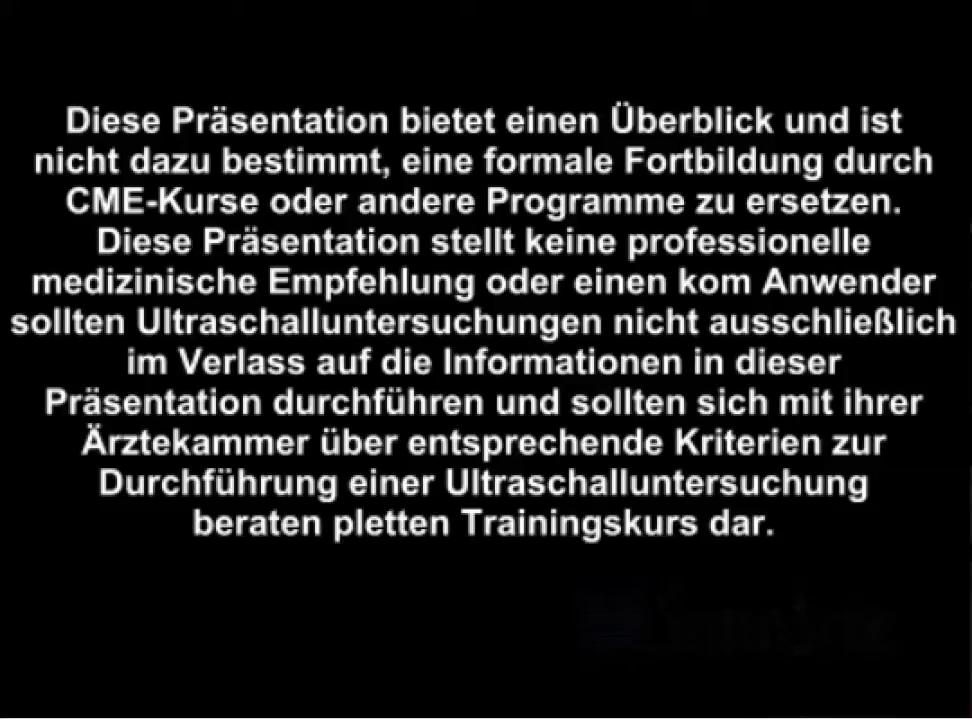 Diese Präsentation bietet einen Überblick und ist
nicht dazu bestimmt, eine formale Fortbildung durch
CME-Kurse oder andere Programme zu ersetzen.
Diese Präsentation stellt keine professionelle
medizinische Empfehlung oder einen kom Anwender
sollten Ultraschalluntersuchungen nicht ausschließlich
im Verlass auf die Informationen in dieser
Präsentation durchführen und sollten sich mit ihrer
Ärztekammer über entsprechende Kriterien zur
Durchführung einer Ultraschalluntersuchung
beraten pletten Trainingskurs dar.